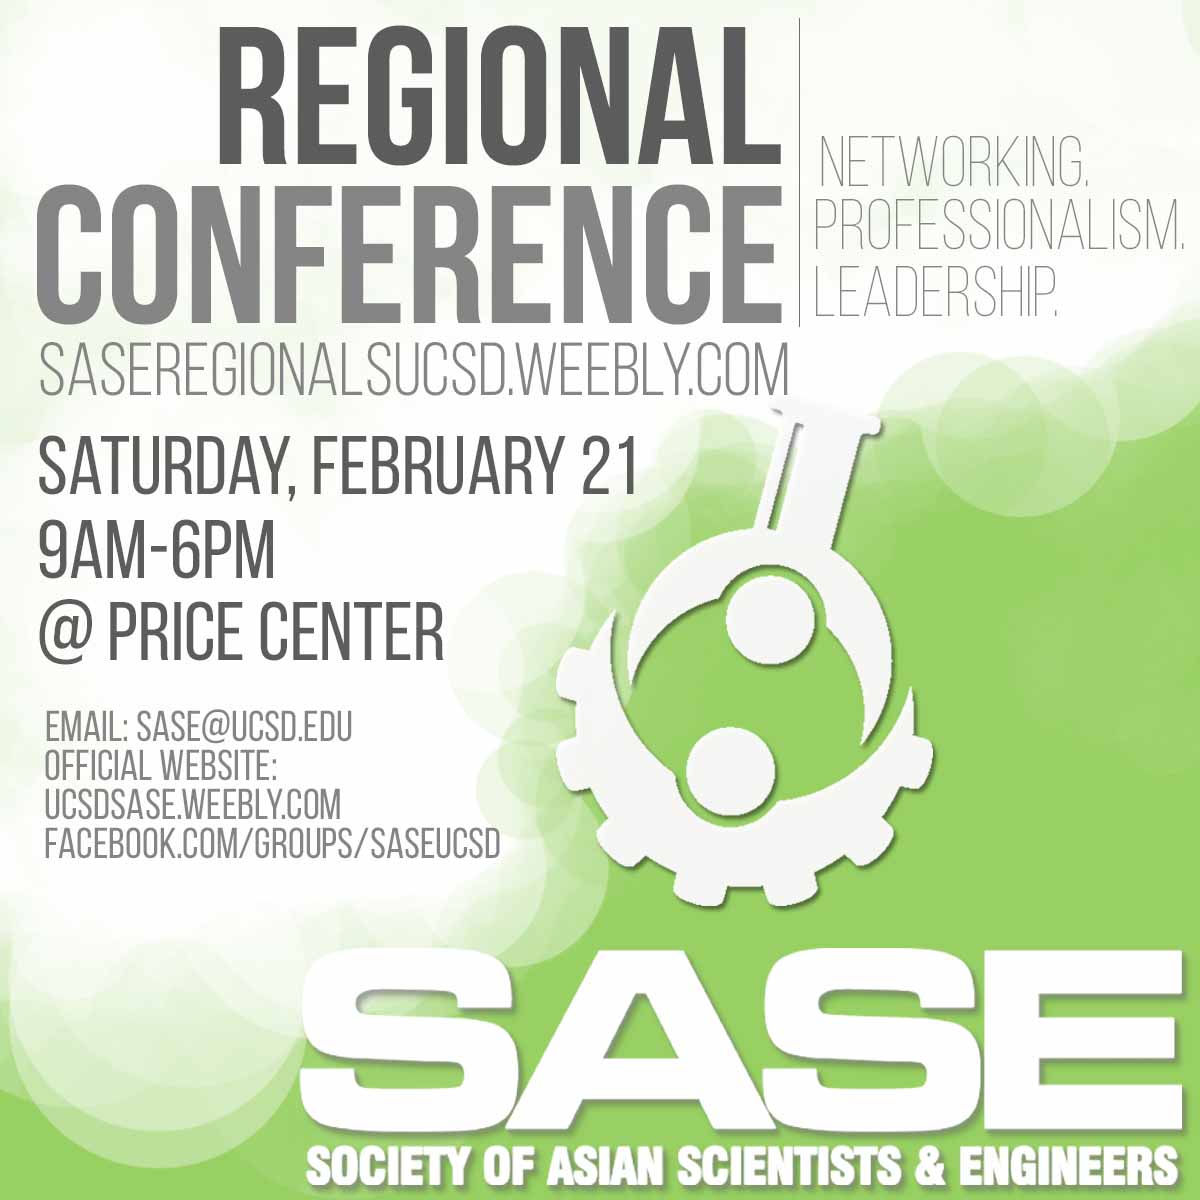 REGIONAL
CONFERENCE
NETWORKING.
PROFESSIONALISM.
LEADERSHIP.
SASEREGIONALSUCSD.WEEBLY.COM
SATURDAY, FEBRUARY 21
9AM-6PM
@ PRICE CENTER
EMAIL: SASE@UCSD.EDU
OFFICIAL WEBSITE:
UCSDSASE.WEEBLY.COM
FACEBOOK.COM/GROUPS/SASEUCSD
SASE
SOCIETY OF ASIAN SCIENTISTS & ENGINEERS